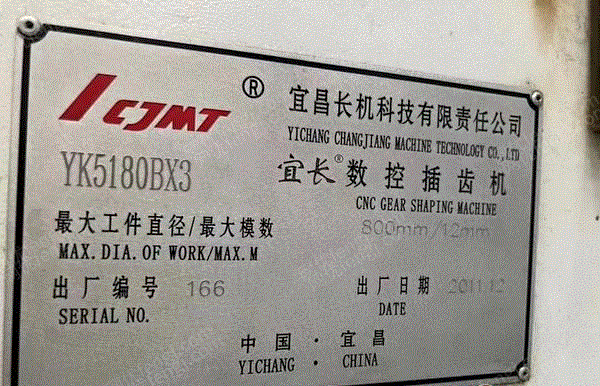 CJMT ®
宜昌长机科技有限责任公司
YICHANG CHANGJIANG MACHINE TECHNOLOGY CO.,LTD
YK5180BX3
宜长®数控插齿机
CNC GEAR SHAPING MACHINE
最大工件直径/最大模数 800mm/12mm
MAX.DIA.OF WORK/MAX.M
出厂编号 166
SERIAL NO.
出厂日期 2011.12
DATE
中国·宜昌
YICHANG · CHINA